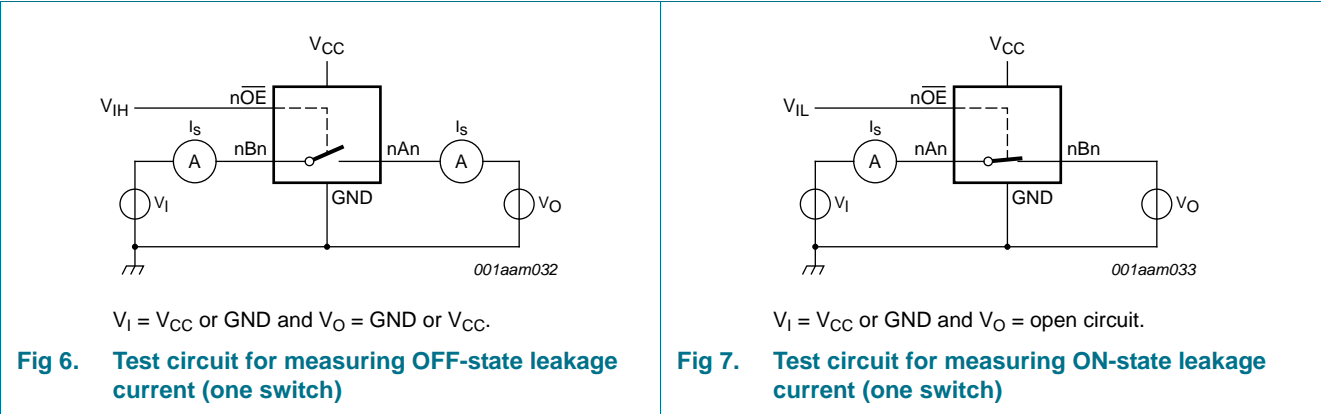 VCC
VIH
nOE
IS
IS
A
nBn
nAn
A
VI
GND
VO
001aam032
VI = VCC or GND and VO = GND or VCC.
Fig 6. Test circuit for measuring OFF-state leakage
current (one switch)
VCC
VIL
nOE
IS
A
nAn
nBn
VI
GND
VO
001aam033
VI = VCC or GND and VO = open circuit.
Fig 7. Test circuit for measuring ON-state leakage
current (one switch)